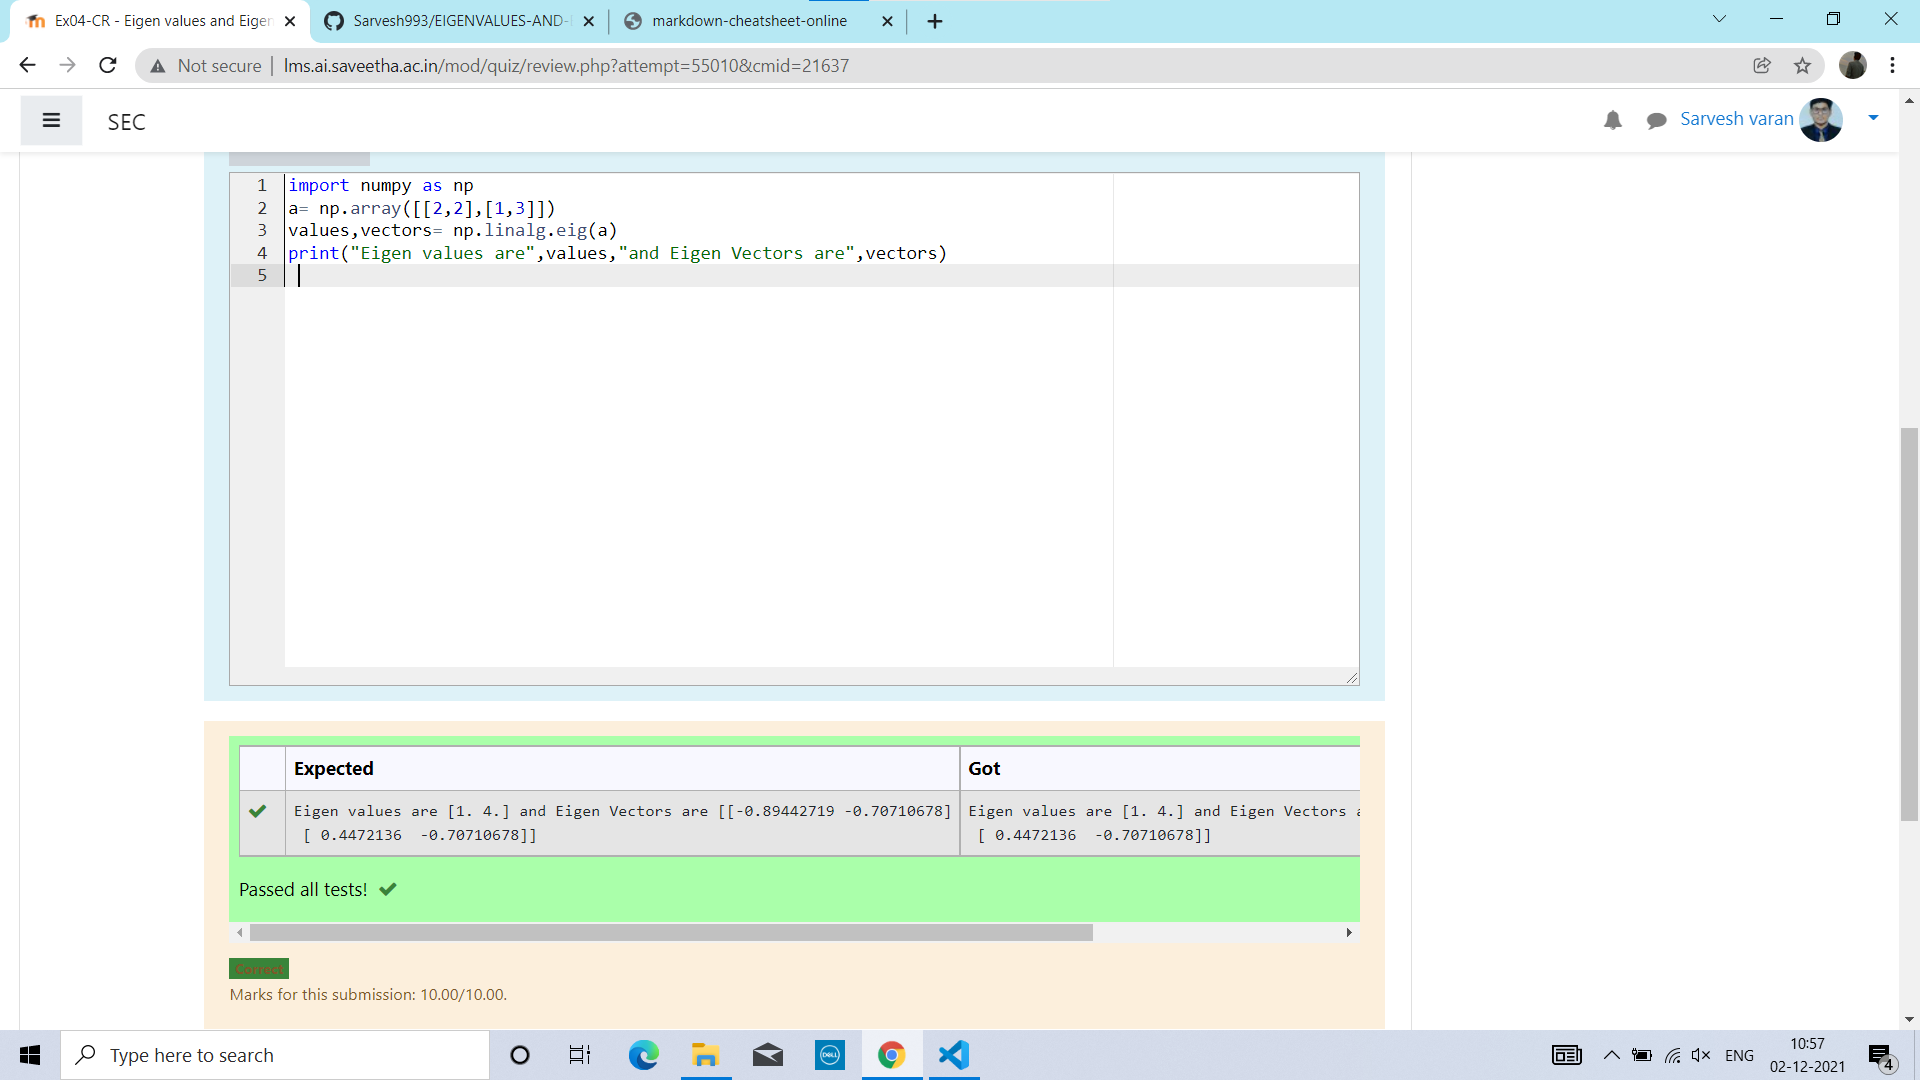 Ex04-CR - Eigen values and Eigen
Sarvesh993/EIGENVALUES-AND-
markdown-cheatsheet-online
Not secure
lms.ai.saveetha.ac.in/mod/quiz/review.php?attempt=55010&cmid=21637
SEC
Sarvesh varan
1 import numpy as np
2 a= np.array([[2,2],[1,3]])
3 values,vectors= np.linalg.eig(a)
4 print("Eigen values are",values,"and Eigen Vectors are",vectors)
5
Expected Got
Eigen values are [1. 4.] and Eigen Vectors are [[-0.89442719 -0.70710678] Eigen values are [1. 4.] and Eigen Vectors
[ 0.4472136 -0.70710678]] [ 0.4472136 -0.70710678]]
Passed all tests!
Correct
Marks for this submission: 10.00/10.00.
Type here to search
DELL
ENG
10:57
02-12-2021
4